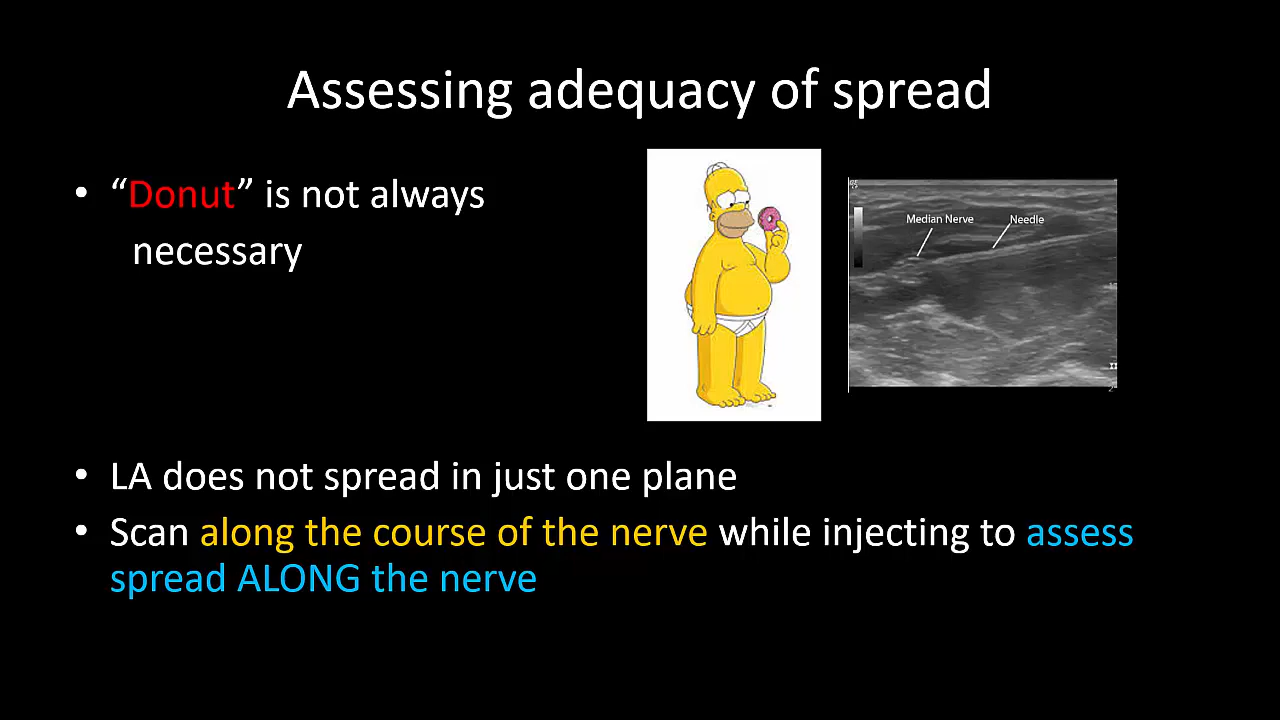 Assessing adequacy of spread
• “Donut” is not always
necessary
Median Nerve
Needle
• LA does not spread in just one plane
• Scan along the course of the nerve while injecting to assess
spread ALONG the nerve